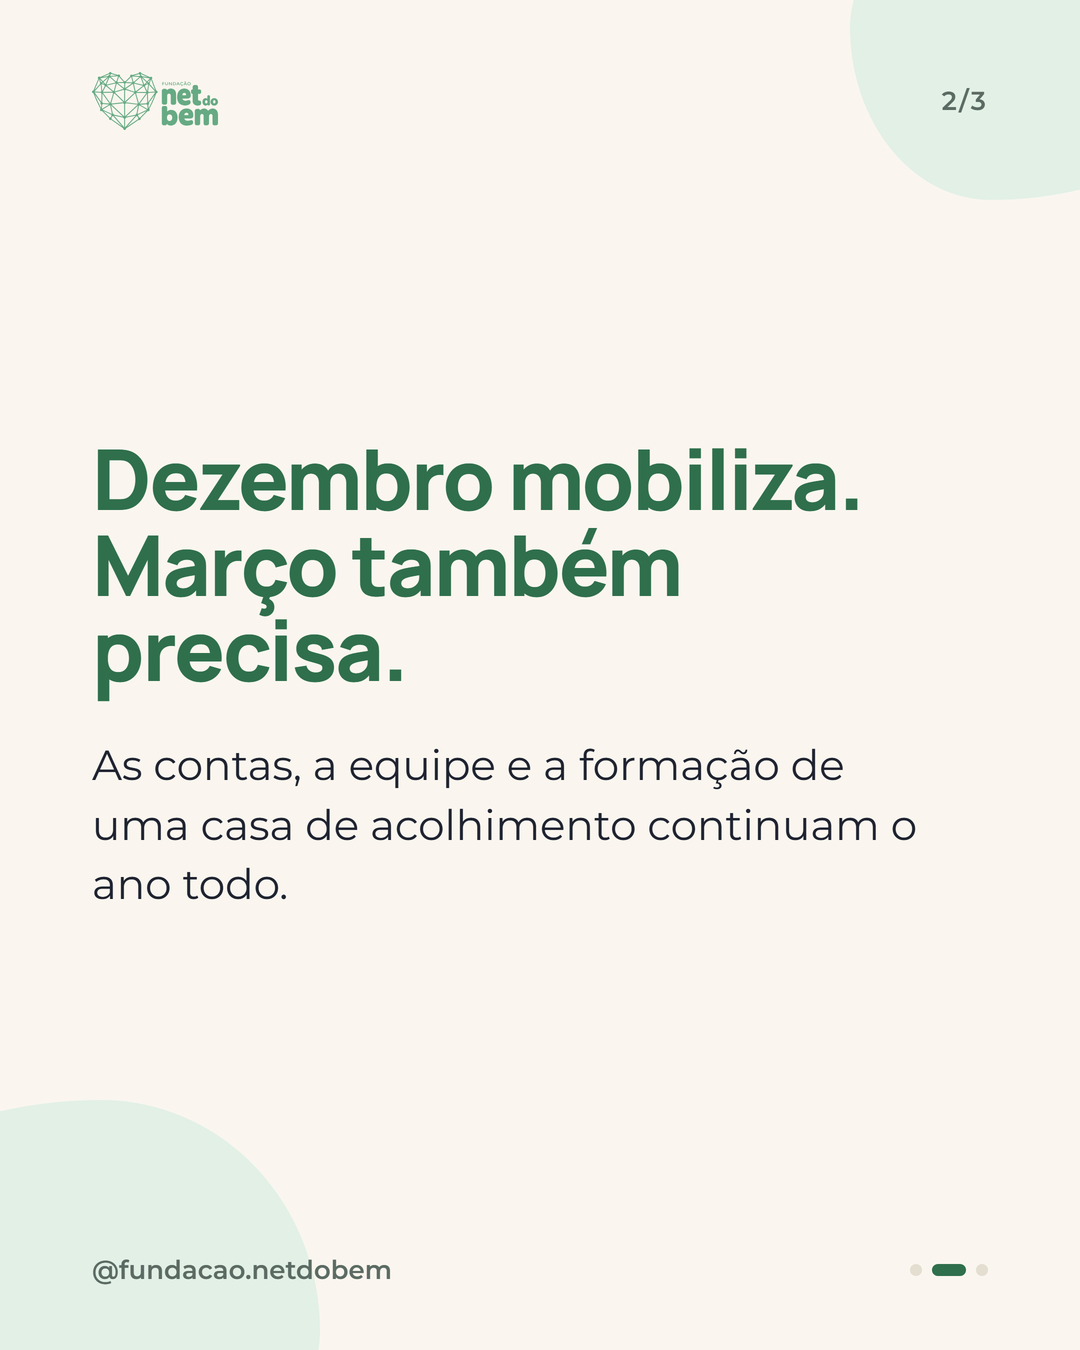 FUNDAÇÃO
net do
bem
2/3
Dezembro mobiliza.
Março também
precisa.
As contas, a equipe e a formação de
uma casa de acolhimento continuam o
ano todo.
@fundacao.netdobem